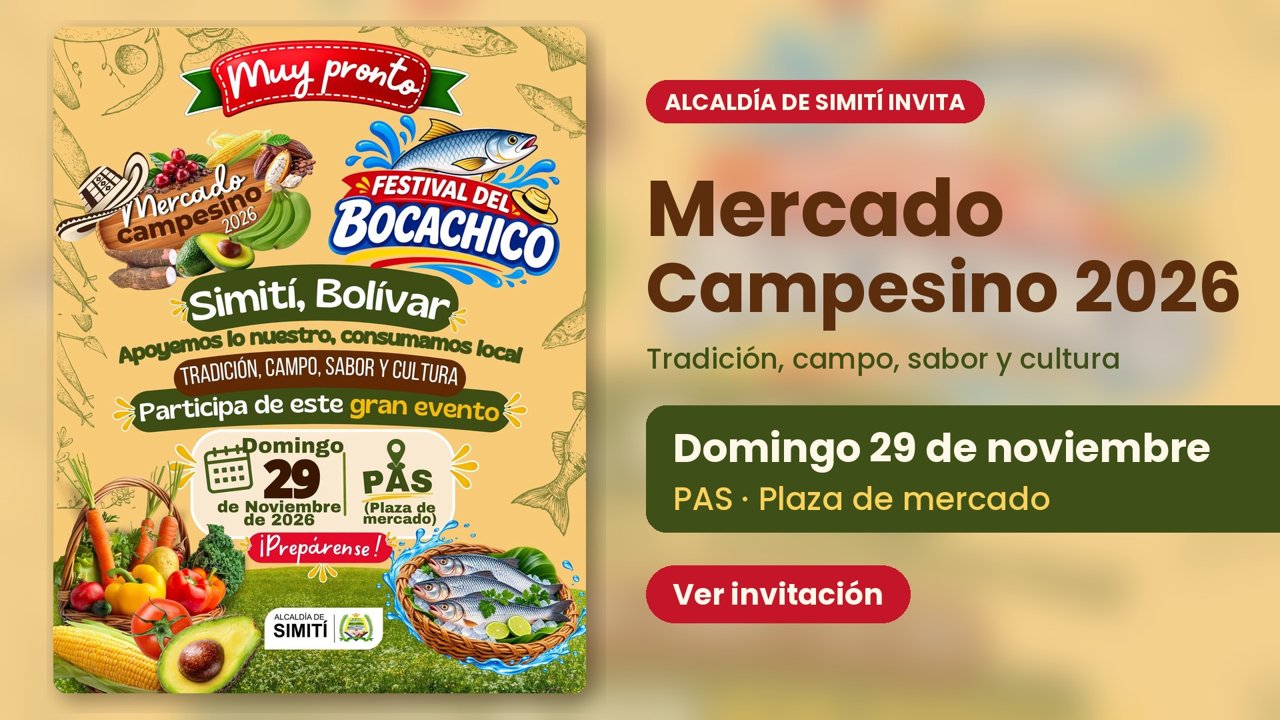 Muy pronto
Mercado
campesino
2026
FESTIVAL DEL
BOCACHICO
Simití, Bolívar
Apoyemos lo nuestro, consumamos local
TRADICIÓN, CAMPO, SABOR Y CULTURA
Participa de este gran evento
Domingo
29
de Noviembre
de 2026
PAS
(Plaza de
mercado)
¡Prepárense!
ALCALDÍA DE
SIMITÍ
ALCALDÍA DE SIMITÍ INVITA
Mercado
Campesino 2026
Tradición, campo, sabor y cultura
Domingo 29 de noviembre
PAS · Plaza de mercado
Ver invitación